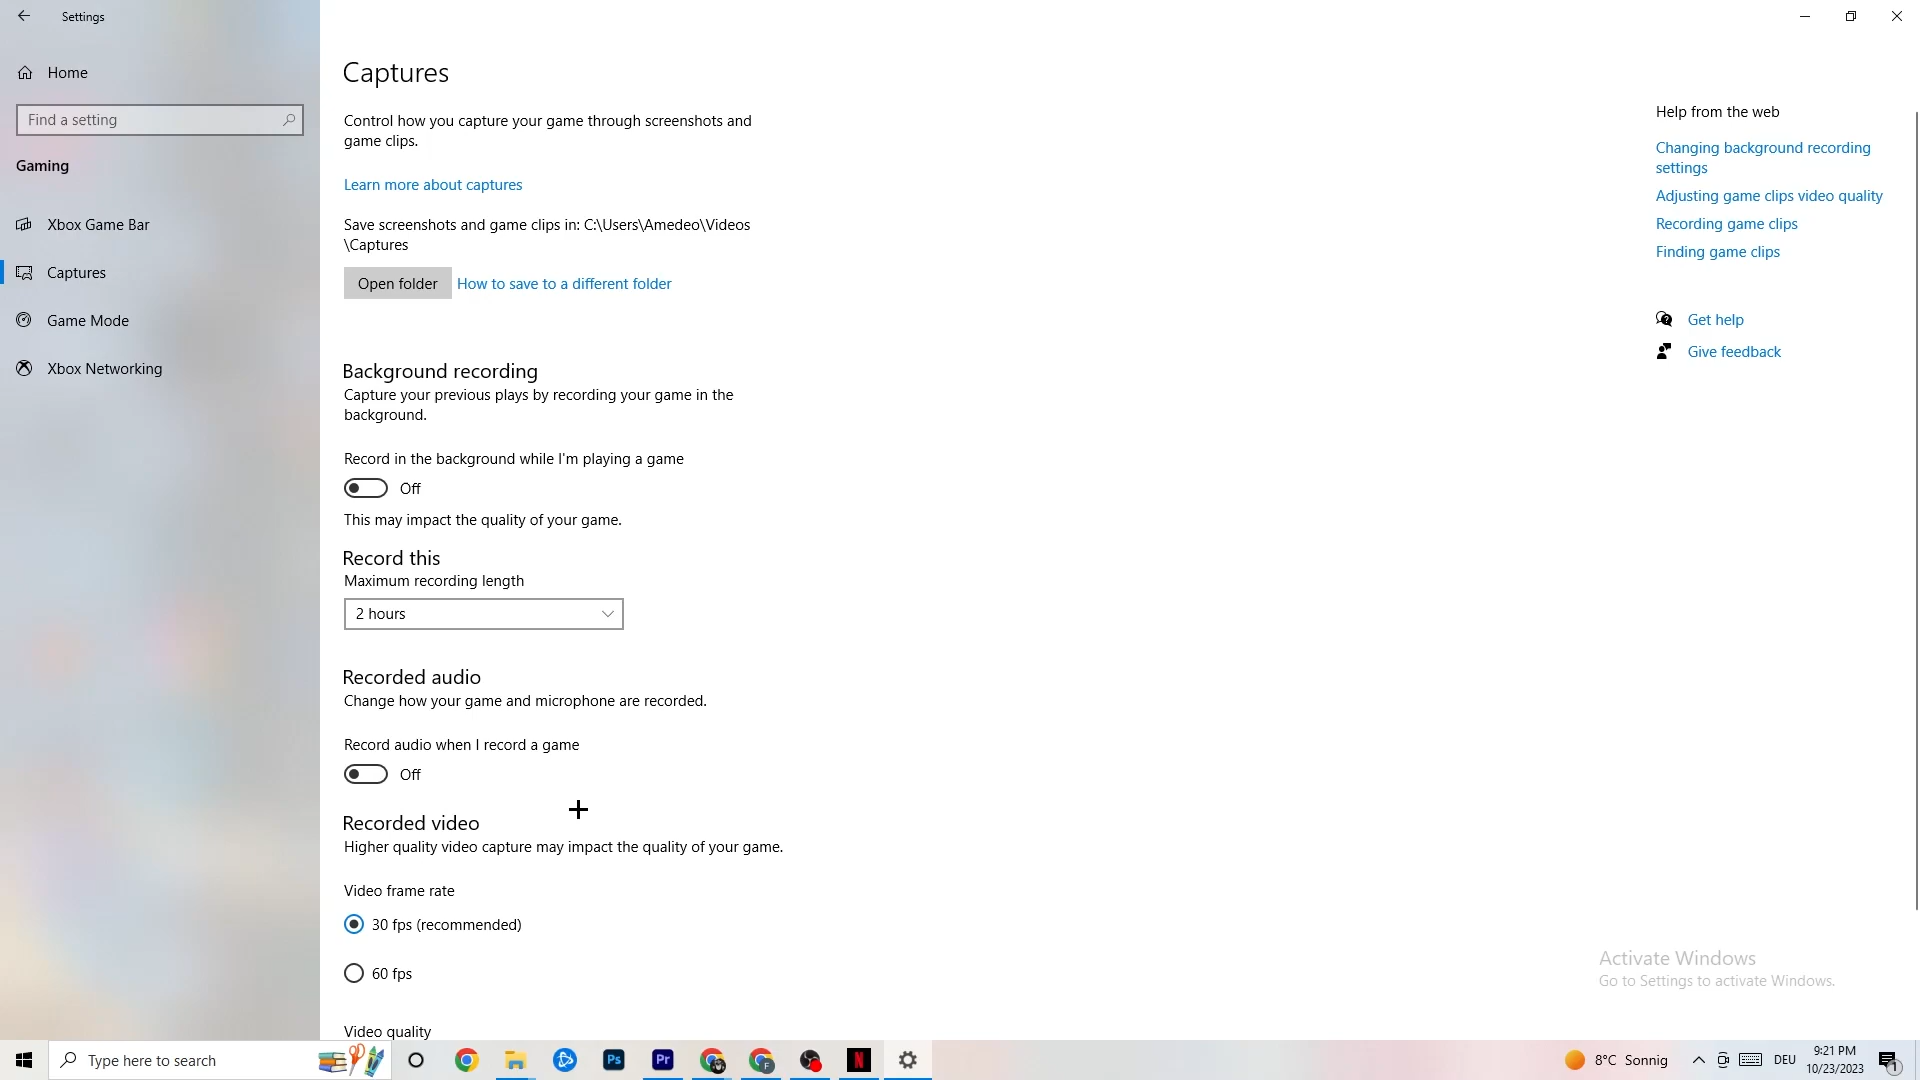 Settings
Home
Find a setting
Gaming
Xbox Game Bar
Captures
Game Mode
Xbox Networking
Captures
Control how you capture your game through screenshots and
game clips.
Learn more about captures
Save screenshots and game clips in: C:\Users\Amedeo\Videos
\Captures
Open folder
How to save to a different folder
Background recording
Capture your previous plays by recording your game in the
background.
Record in the background while I'm playing a game
Off
This may impact the quality of your game.
Record this
Maximum recording length
2 hours
Recorded audio
Change how your game and microphone are recorded.
Record audio when I record a game
Off
Recorded video
Higher quality video capture may impact the quality of your game.
Video frame rate
30 fps (recommended)
60 fps
Video quality
Help from the web
Changing background recording
settings
Adjusting game clips video quality
Recording game clips
Finding game clips
Get help
Give feedback
Activate Windows
Go to Settings to activate Windows.
Type here to search
Ps
Pr
F
N
8°C Sonnig
DEU
9:21 PM
10/23/2023
1